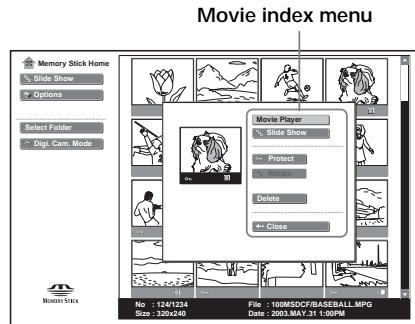 Movie index menu
Memory Stick Home
Slide Show
Options
Select Folder
Digi. Cam. Mode
Movie Player
Slide Show
Protect
Rotate
Delete
Close
MEMORY STICK
No : 124/1234 File : 100MSDCF/BASEBALL.MPG
Size : 320x240 Date : 2003.MAY.31 1:00PM